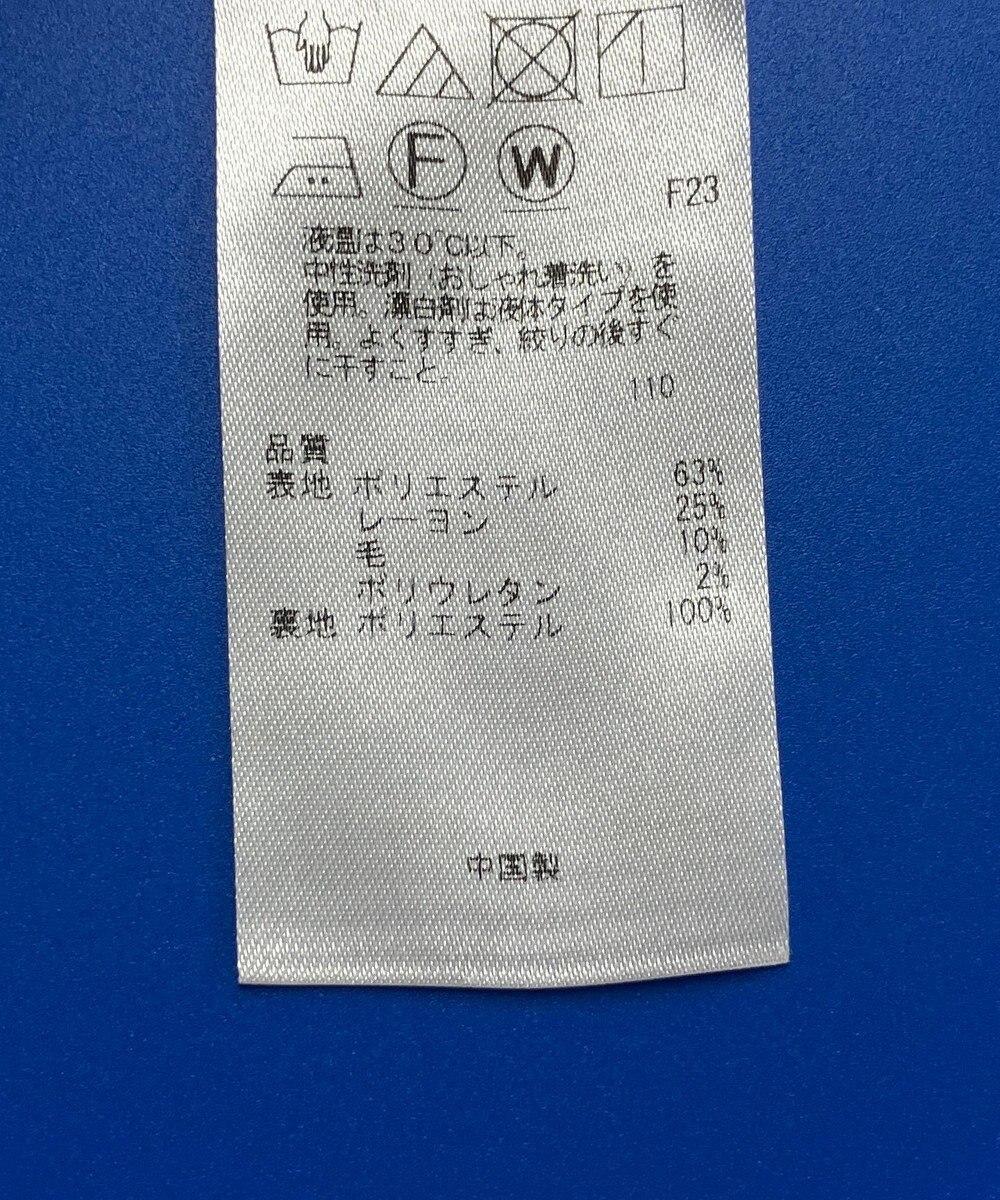 F
W
F23
液温は30℃以下。
中性洗剤(おしゃれ着洗い)を
使用。漂白剤は液体タイプを使
用。よくすすぎ、絞りの後すぐ
に干すこと。
110
品質
表地 ポリエステル 63%
レーヨン 25%
毛 10%
ポリウレタン 2%
裏地 ポリエステル 100%
中国製